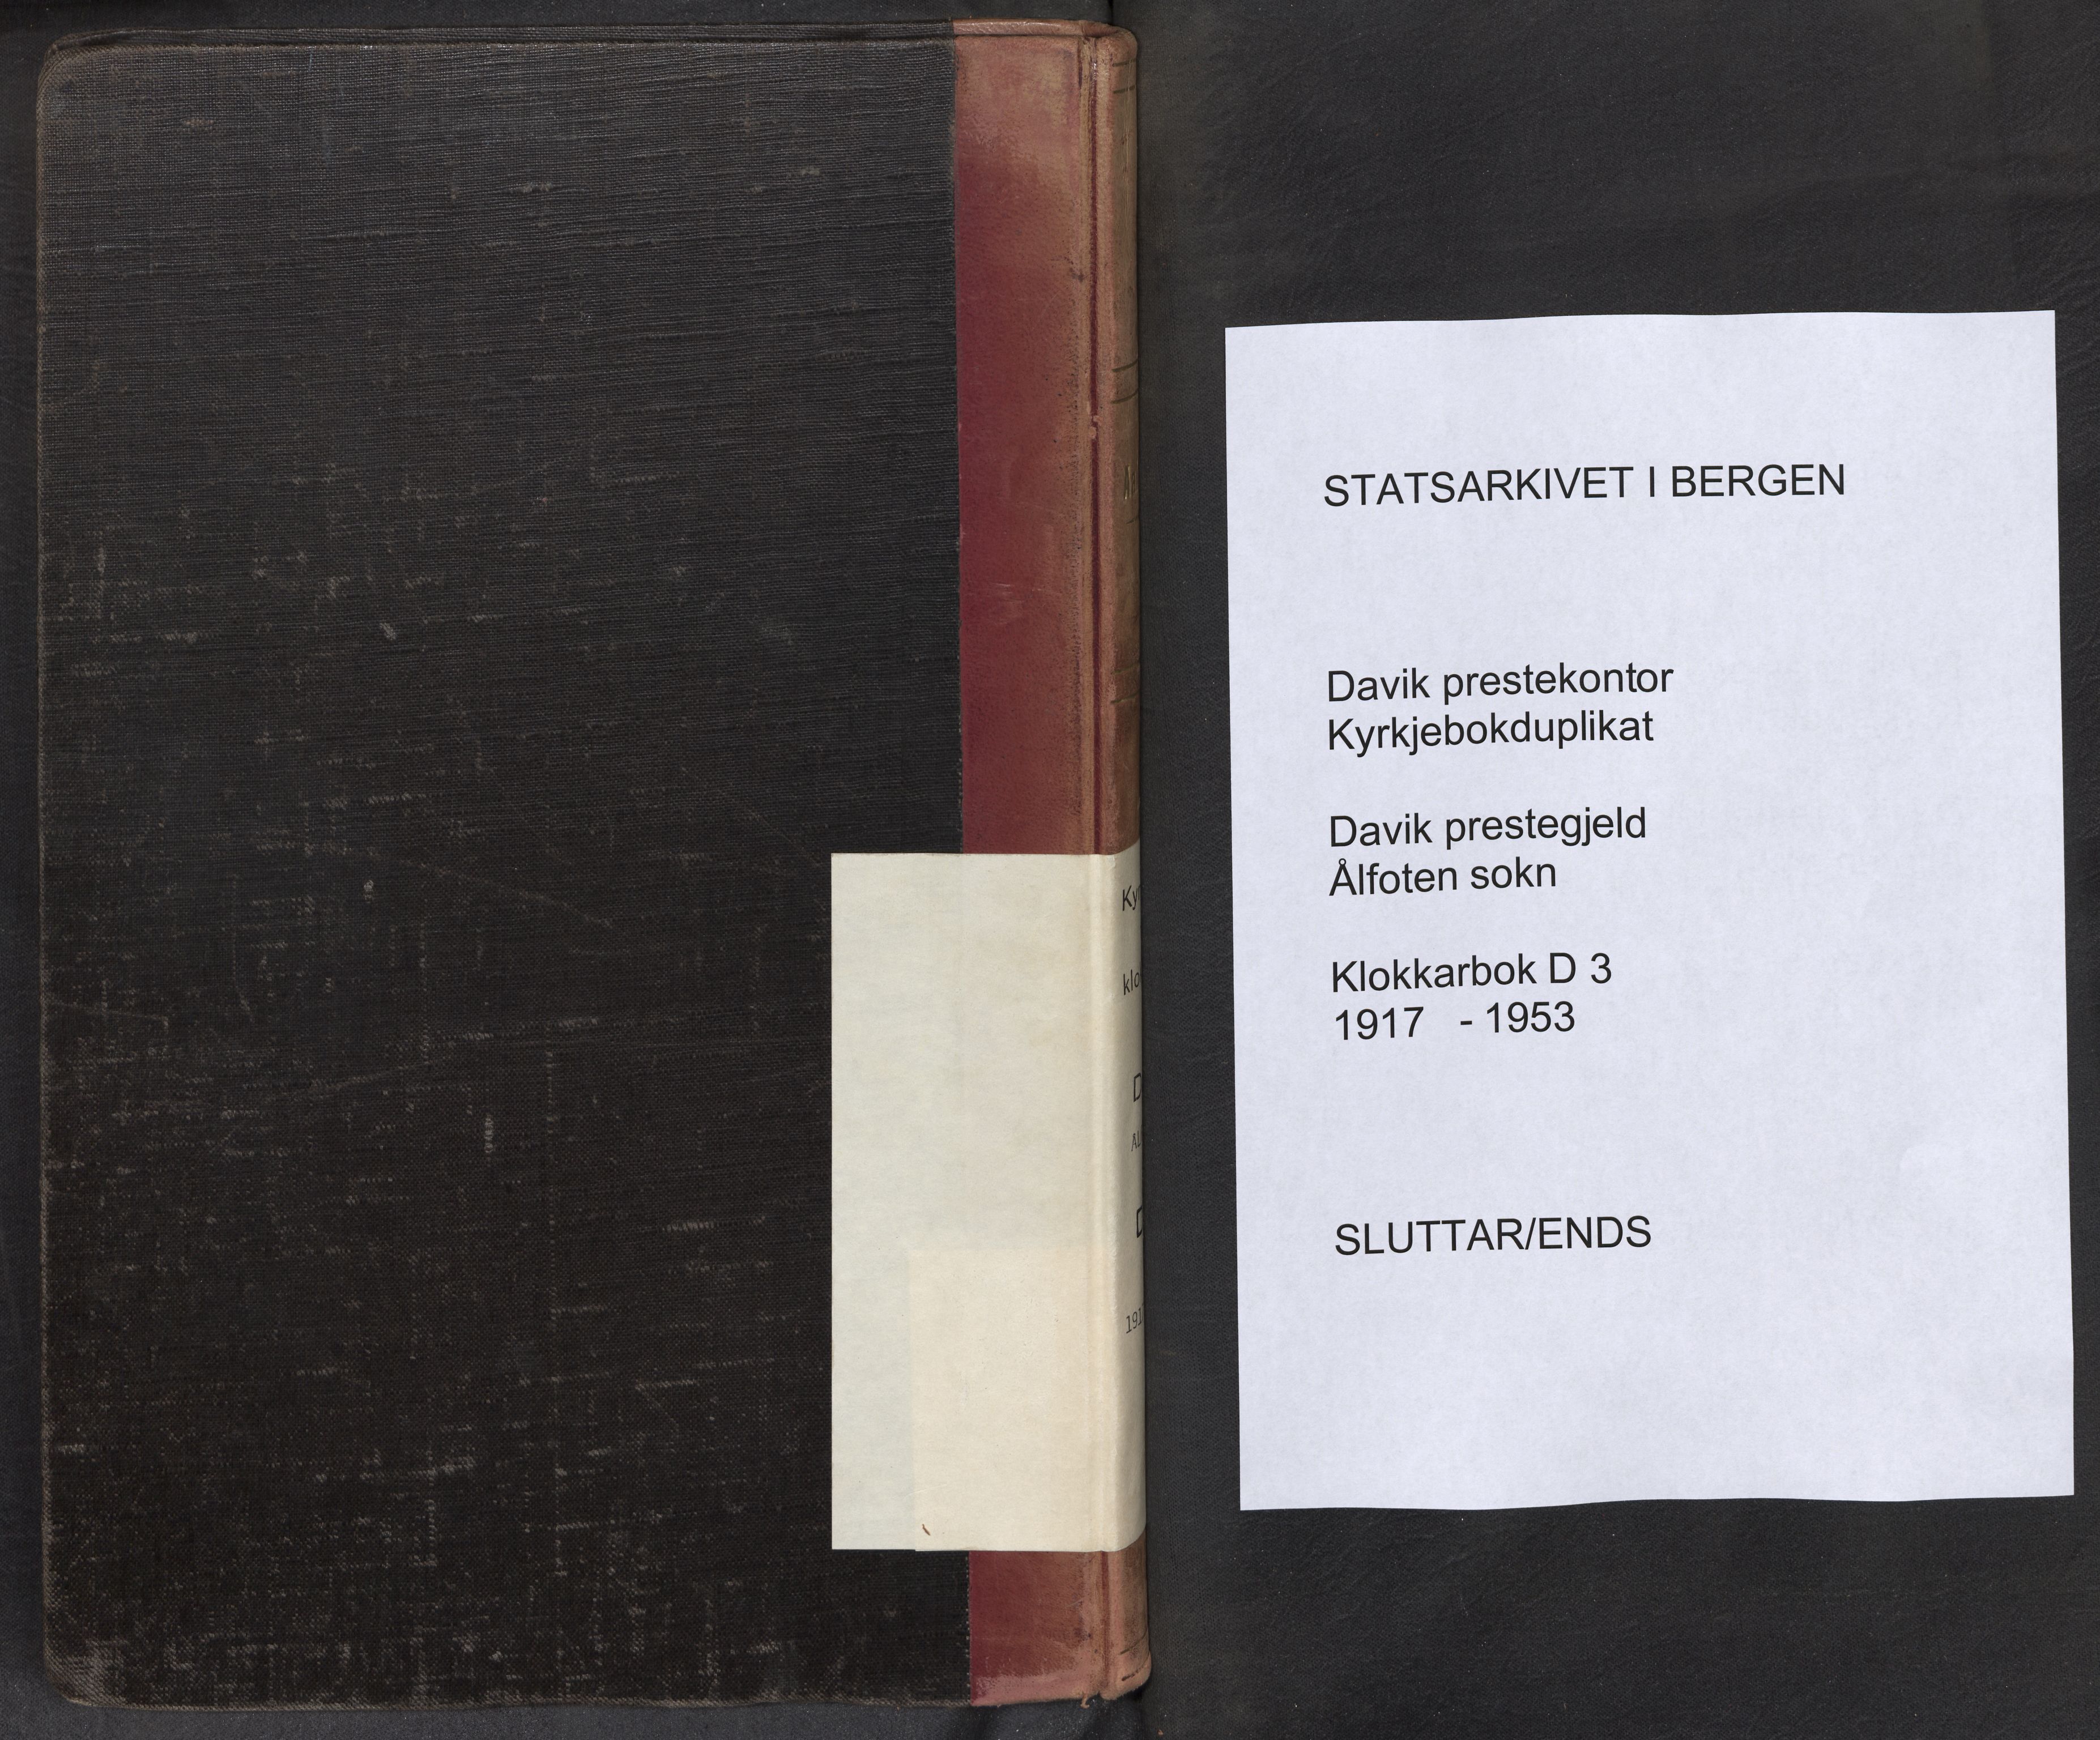 STATSARKIVET I BERGEN
Davik prestekontor
Kyrkjebokduplikat
Davik prestegjeld
Ålfoten sokn
Klokkarbok D 3
1917 - 1953
SLUTTAR/ENDS